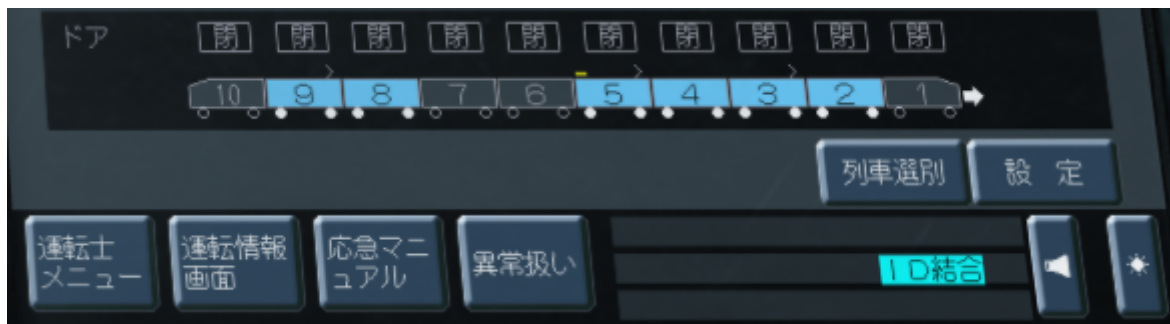 ドア 閉 閉 閉 閉 閉 閉 閉 閉 閉 閉
10 9 8 7 6 5 4 3 2 1
列車選別 設 定
運転士
メニュー
運転情報
画面
応急マニ
ュアル
異常扱い
ID結合